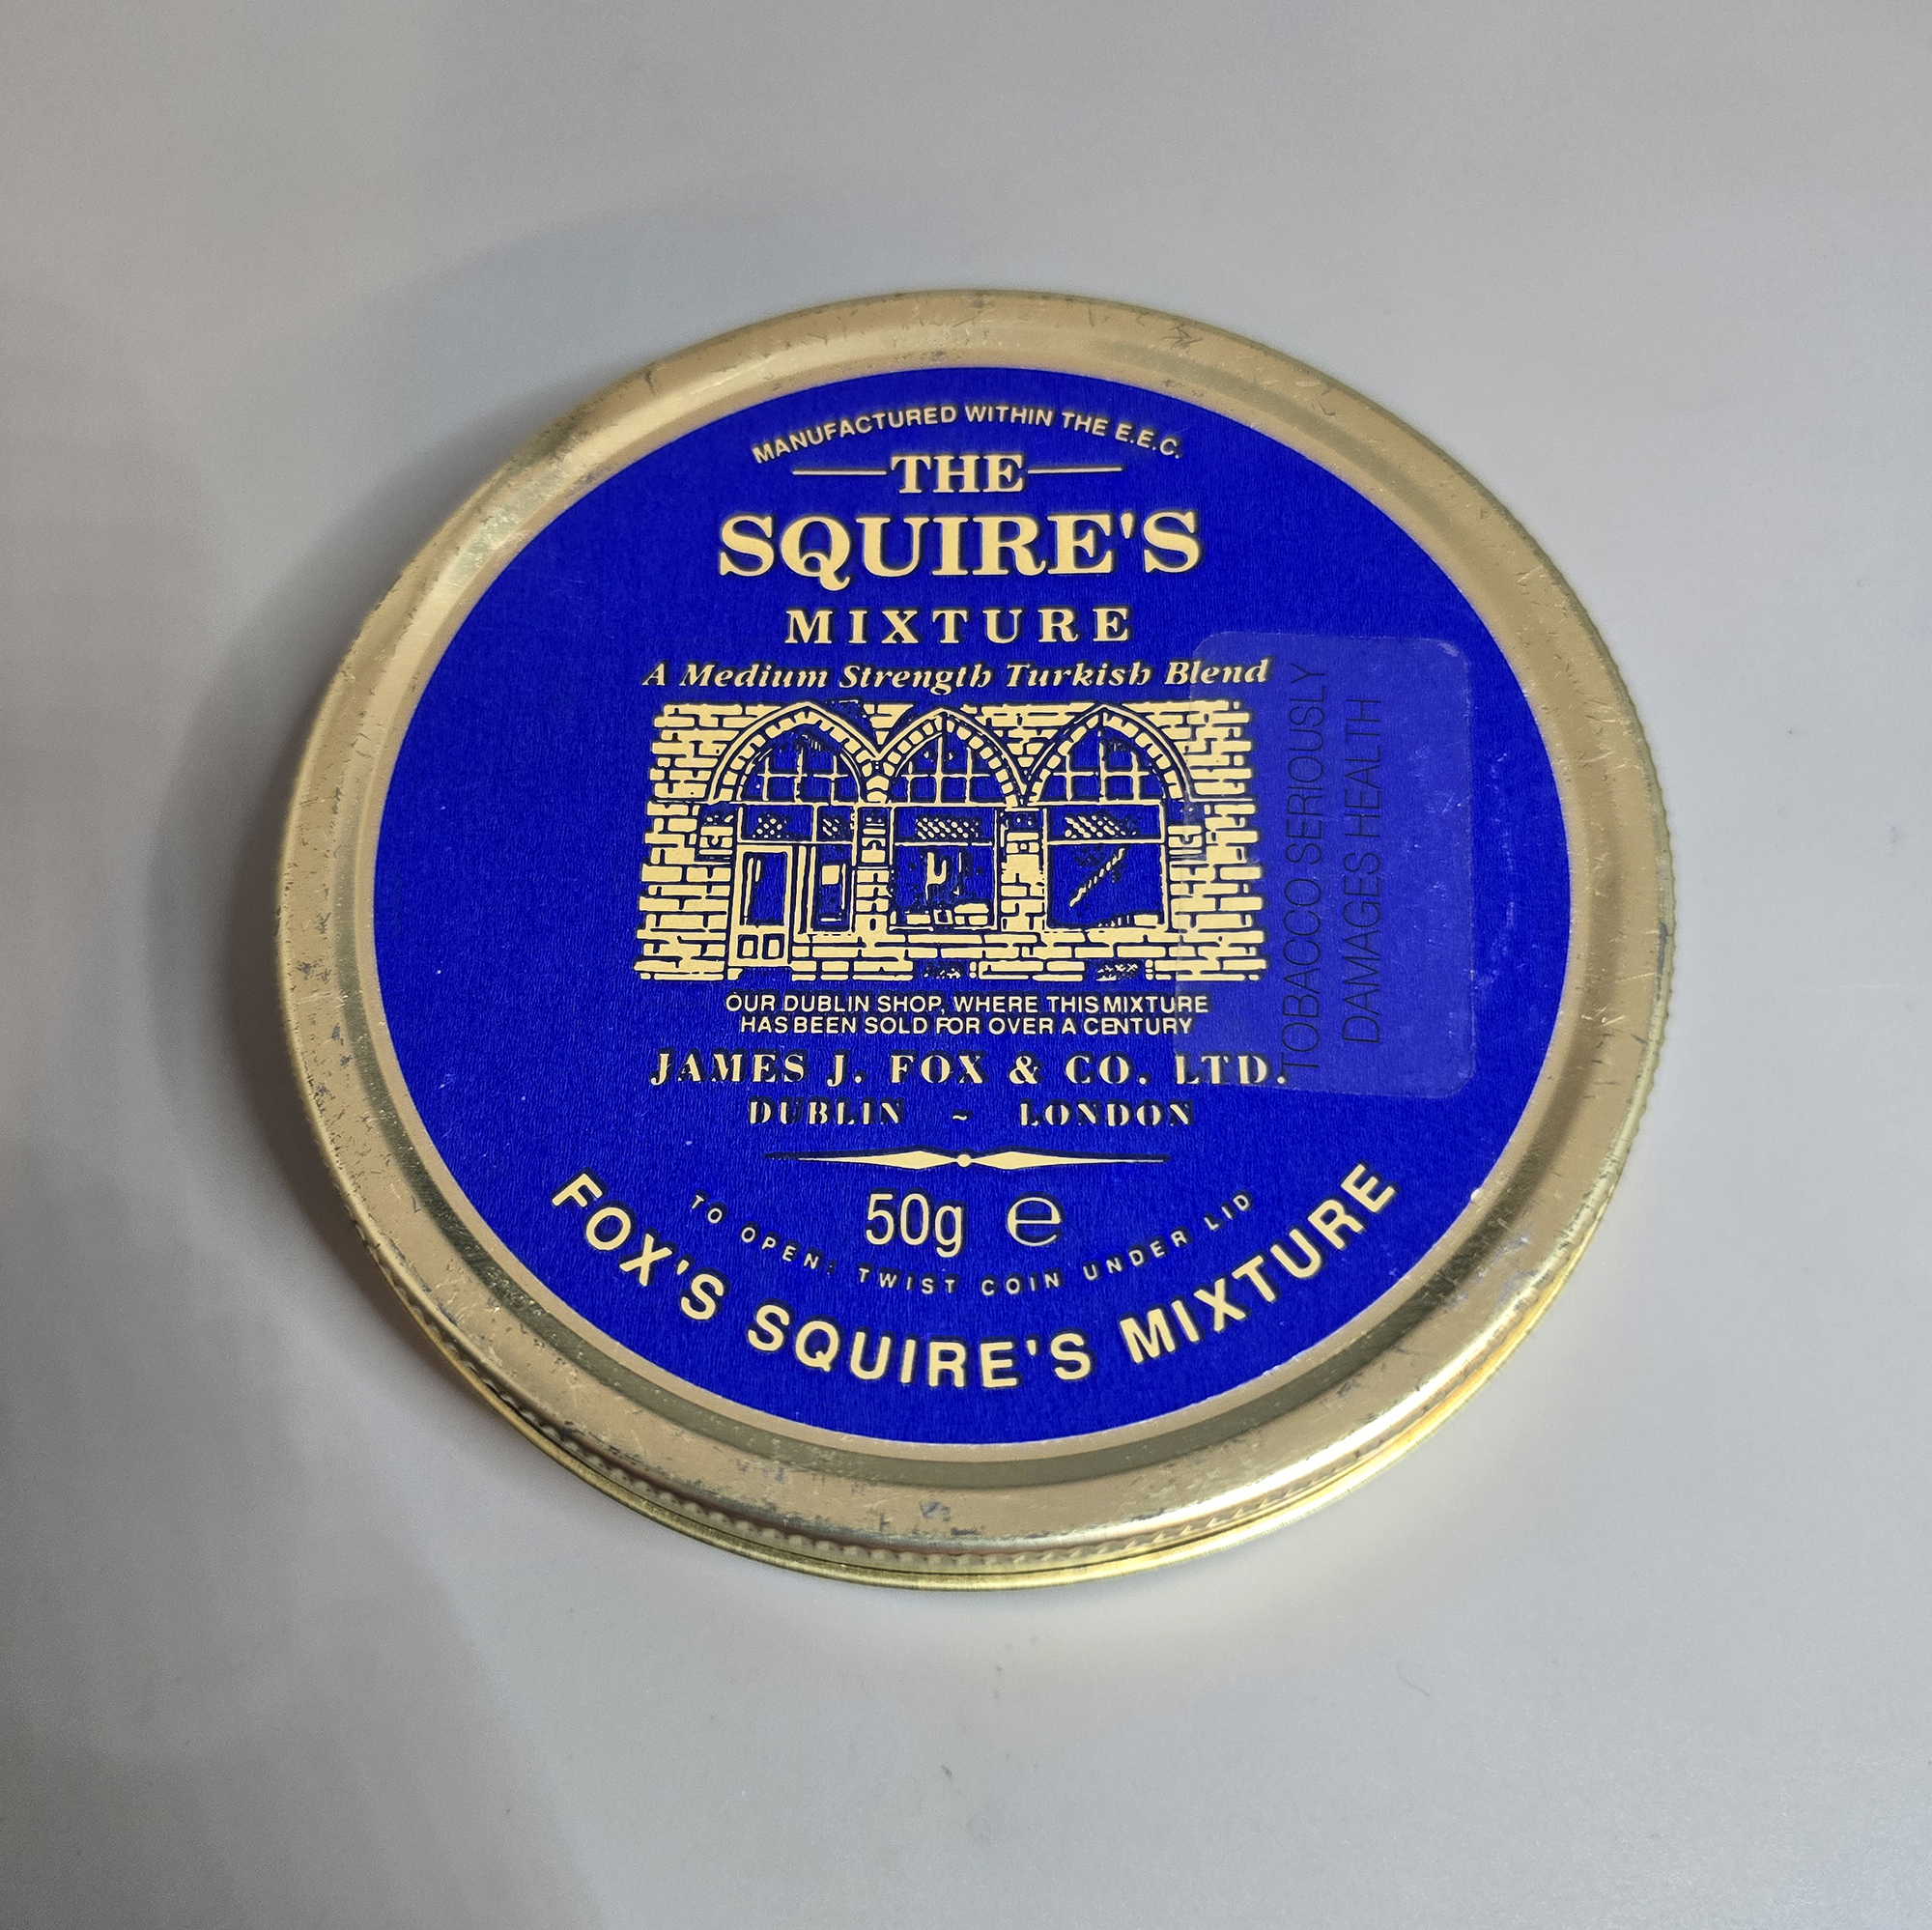 MANUFACTURED WITHIN THE E.E.C.
THE
SQUIRE'S
MIXTURE
A Medium Strength Turkish Blend
OUR DUBLIN SHOP, WHERE THIS MIXTURE
HAS BEEN SOLD FOR OVER A CENTURY
JAMES J. FOX & CO. LTD.
DUBLIN ~ LONDON
50g ℮
TO OPEN: TWIST COIN UNDER LID
FOX'S SQUIRE'S MIXTURE
TOBACCO SERIOUSLY
DAMAGES HEALTH